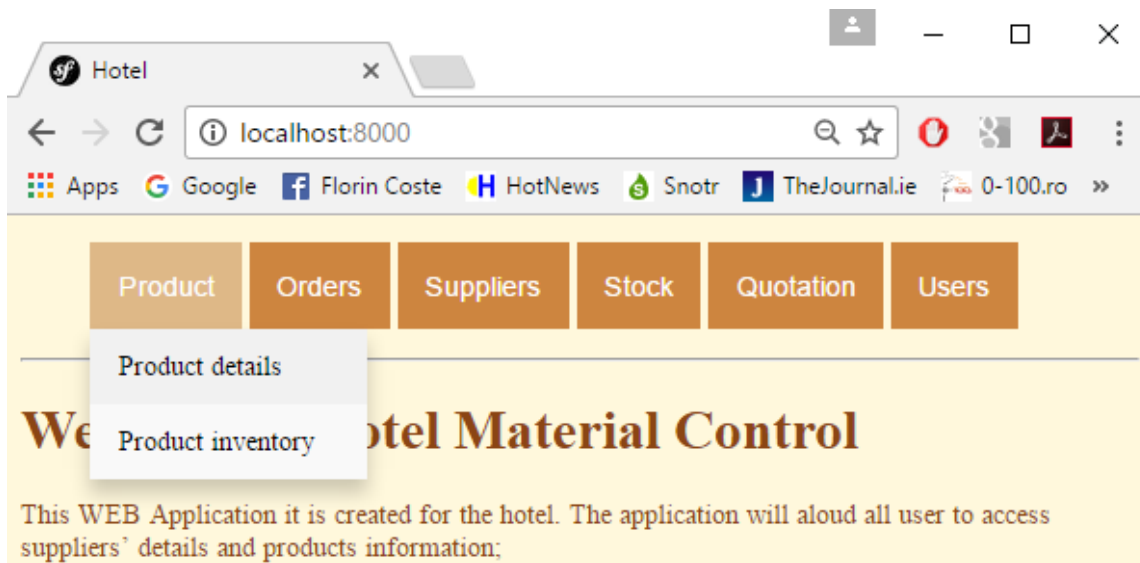 Hotel
localhost:8000
Apps Google Florin Coste HotNews Snotr TheJournal.ie 0-100.ro »
Product Orders Suppliers Stock Quotation Users
Product details
Product inventory
We otel Material Control
This WEB Application it is created for the hotel. The application will aloud all user to access
suppliers’ details and products information;